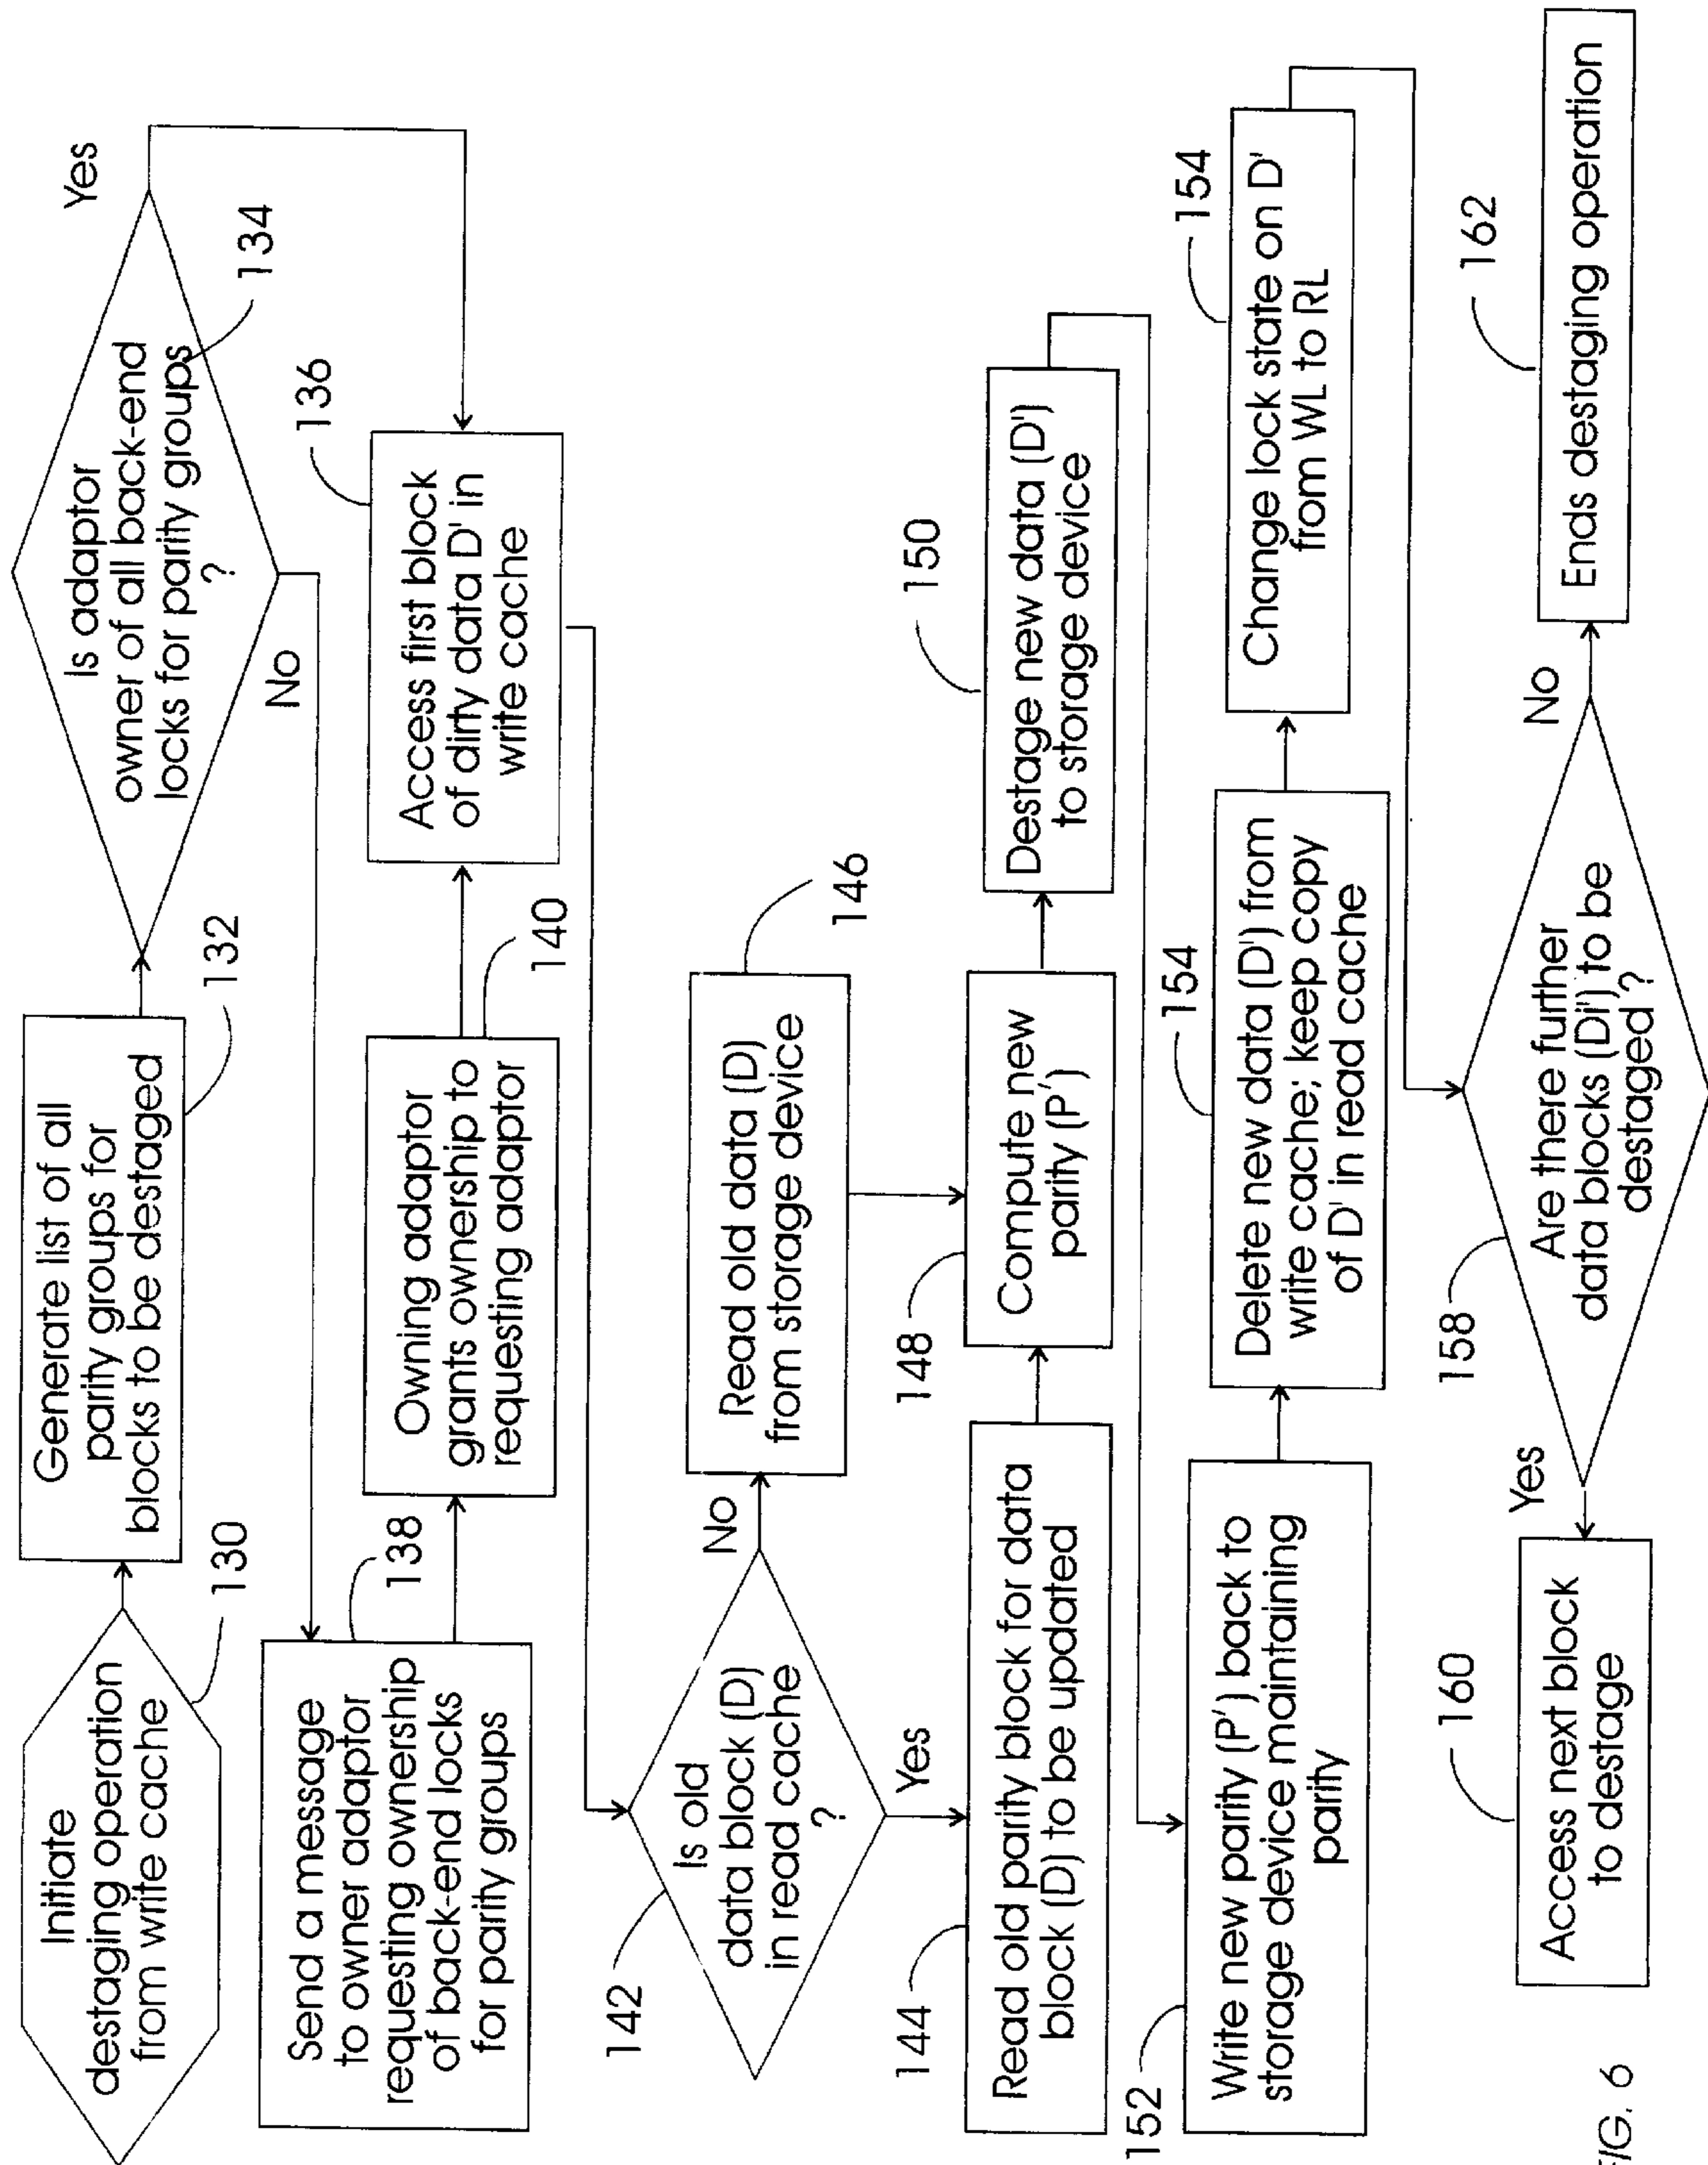 Initiate
destaging operation
from write cache
130
Generate list of all
parity groups for
blocks to be destaged
132
Is adaptor
owner of all back-end
locks for parity groups
?
134
Yes
No
Send a message
to owner adaptor
requesting ownership
of back-end locks
for parity groups
138
Owning adaptor
grants ownership to
requesting adaptor
140
Access first block
of dirty data D' in
write cache
136
Is old
data block (D)
in read cache
?
142
No
Yes
Read old data (D)
from storage device
146
Read old parity block for data
block (D) to be updated
144
Compute new
parity (P')
148
Destage new data (D')
to storage device
150
Write new parity (P') back to
storage device maintaining
parity
152
Delete new data (D') from
write cache; keep copy
of D' in read cache
154
Change lock state on D'
from WL to RL
154
Are there further
data blocks (Di') to be
destaged ?
158
Yes
No
Access next block
to destage
160
Ends destaging operation
162
FIG. 6